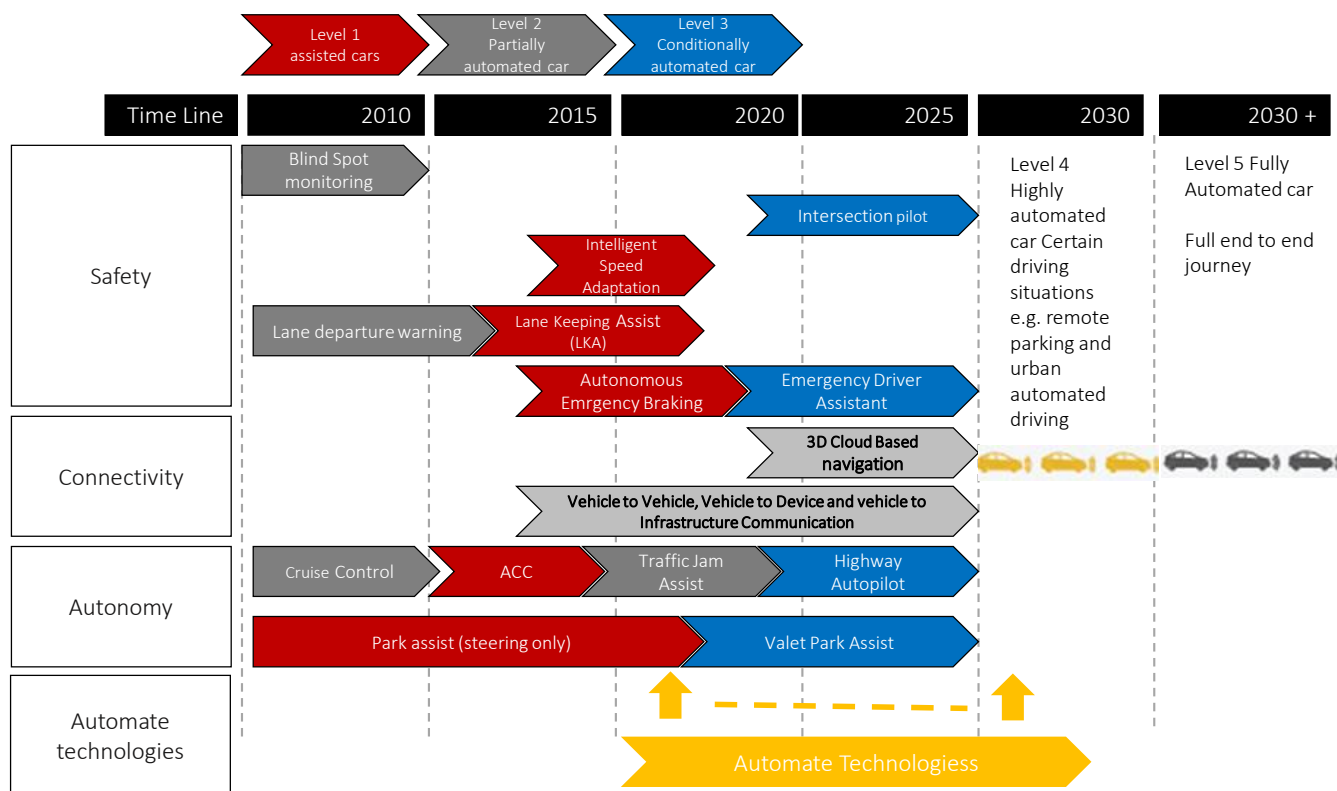 Level 1
assisted cars
Level 2
Partially
automated car
Level 3
Conditionally
automated car
Time Line
2010
2015
2020
2025
2030
2030 +
Safety
Blind Spot
monitoring
Intersection pilot
Intelligent
Speed
Adaptation
Lane departure warning
Lane Keeping Assist
(LKA)
Autonomous
Emrgency Braking
Emergency Driver
Assistant
Level 4
Highly
automated
car Certain
driving
situations
e.g. remote
parking and
urban
automated
driving
Level 5 Fully
Automated car
Full end to end
journey
Connectivity
3D Cloud Based
navigation
Vehicle to Vehicle, Vehicle to Device and vehicle to
Infrastructure Communication
Autonomy
Cruise Control
ACC
Traffic Jam
Assist
Highway
Autopilot
Park assist (steering only)
Valet Park Assist
Automate
technologies
Automate Technologiess